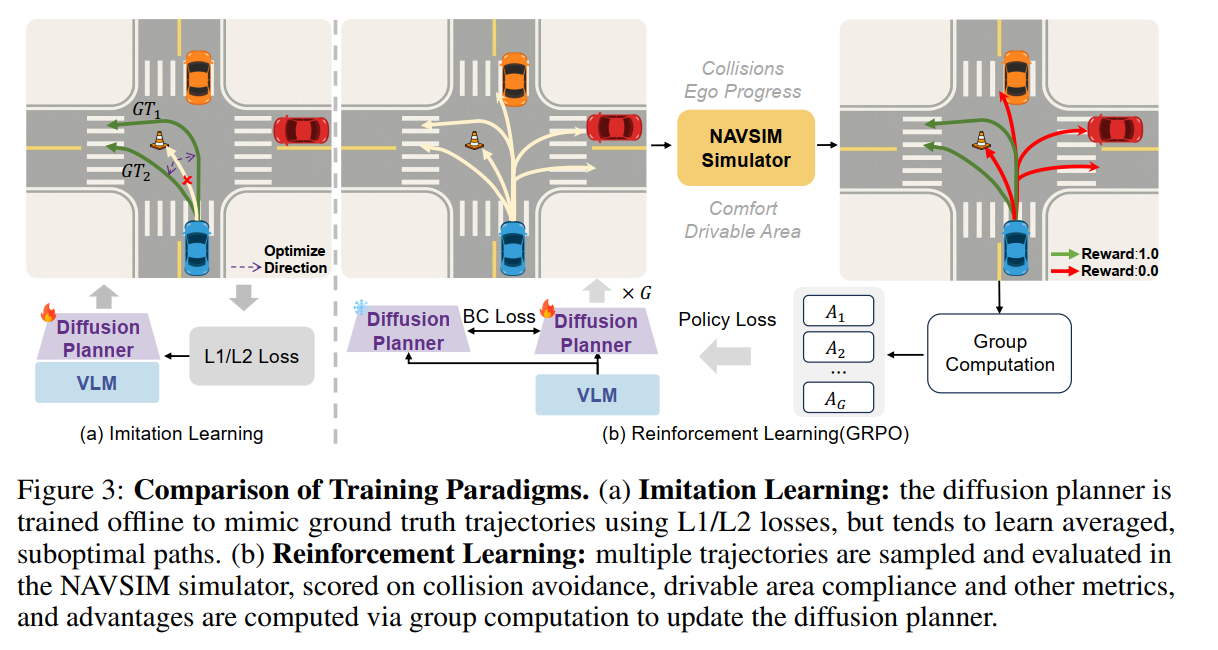 GT₁
GT₂
Optimize
Direction
Diffusion
Planner
VLM
L1/L2 Loss
(a) Imitation Learning
Collisions
Ego Progress
NAVSIM
Simulator
Comfort
Drivable Area
Reward:1.0
Reward:0.0
× G
Diffusion
Planner
BC Loss
Diffusion
Planner
VLM
Policy Loss
A₁
A₂
...
A_G
Group
Computation
(b) Reinforcement Learning(GRPO)
Figure 3: Comparison of Training Paradigms. (a) Imitation Learning: the diffusion planner is
trained offline to mimic ground truth trajectories using L1/L2 losses, but tends to learn averaged,
suboptimal paths. (b) Reinforcement Learning: multiple trajectories are sampled and evaluated in
the NAVSIM simulator, scored on collision avoidance, drivable area compliance and other metrics,
and advantages are computed via group computation to update the diffusion planner.